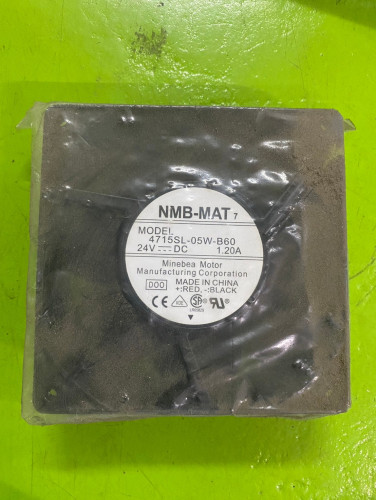 NMB-MAT 7
MODEL
4715SL-05W-B60
24V⎓DC 1.20A
Minebea Motor
Manufacturing Corporation
D00 MADE IN CHINA
+:RED, -:BLACK